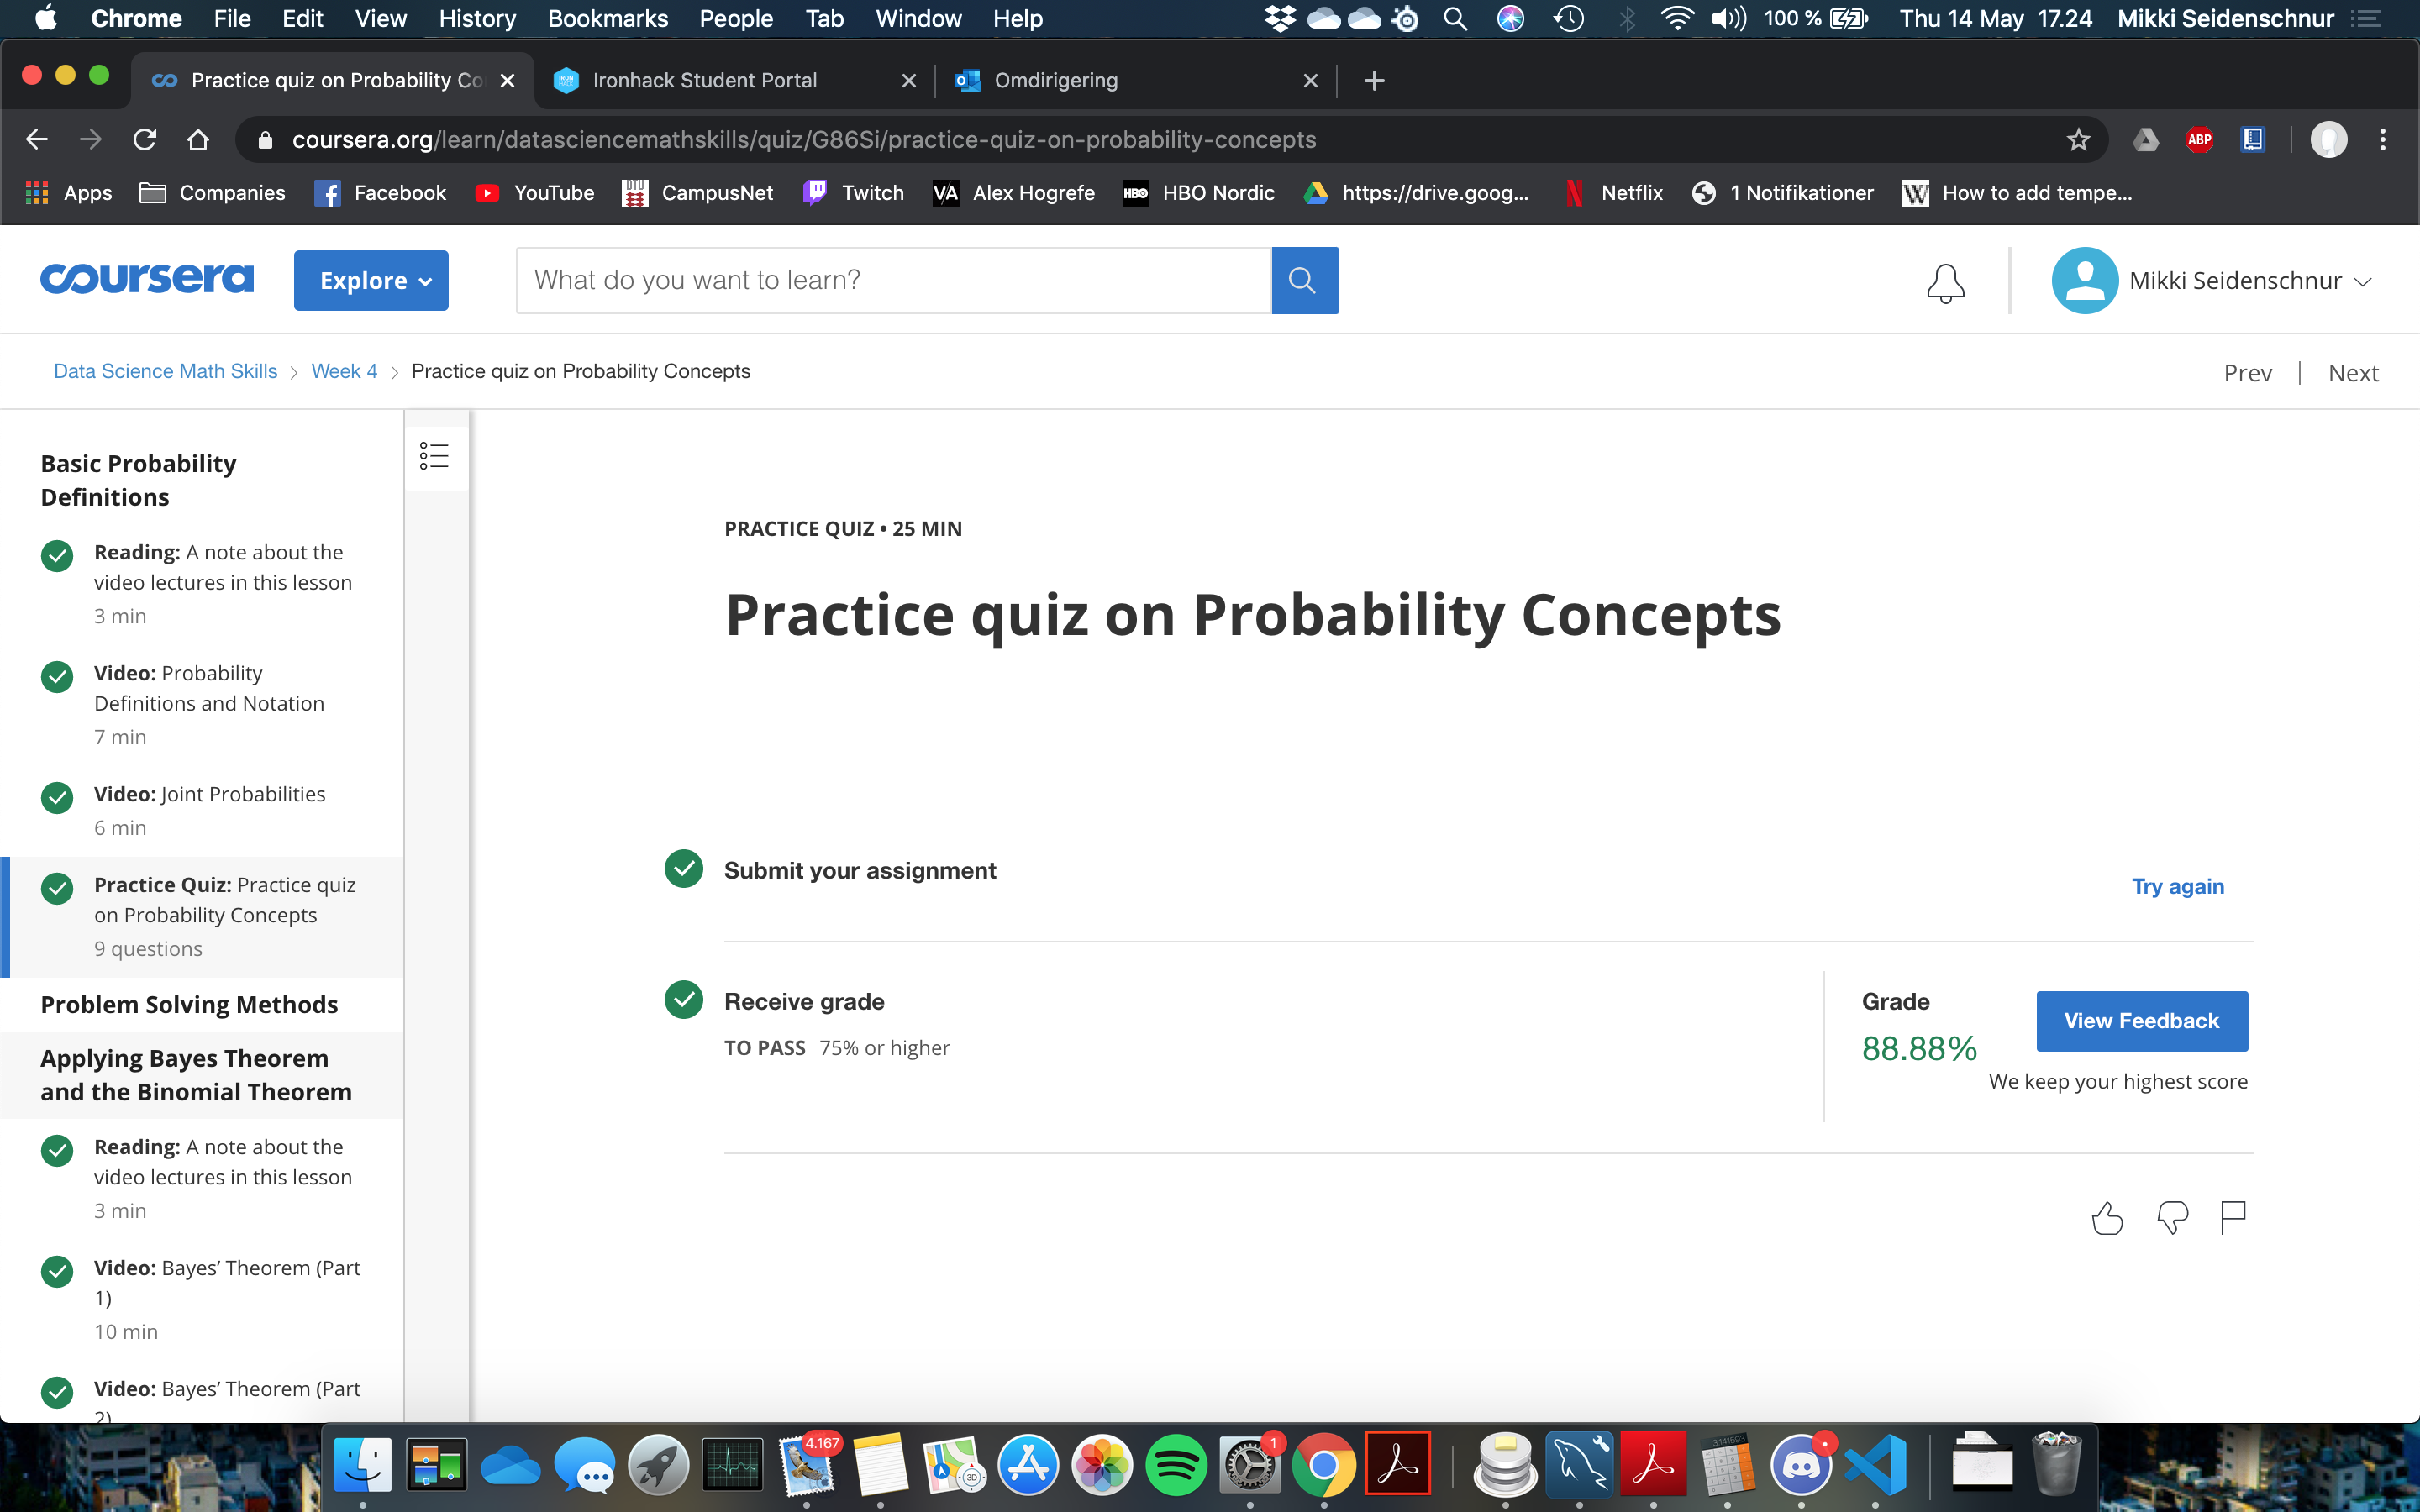 Chrome File Edit View History Bookmarks People Tab Window Help 100 % Thu 14 May 17.24 Mikki Seidenschnur
Practice quiz on Probability Co
Ironhack Student Portal
Omdirigering
coursera.org/learn/datasciencemathskills/quiz/G86Si/practice-quiz-on-probability-concepts
ABP
Apps Companies Facebook YouTube CampusNet Twitch Alex Hogrefe HBO Nordic https://drive.goog... Netflix 1 Notifikationer How to add tempe...
coursera
Explore
What do you want to learn?
Mikki Seidenschnur
Data Science Math Skills > Week 4 > Practice quiz on Probability Concepts
Prev | Next
Basic Probability
Definitions
Reading: A note about the
video lectures in this lesson
3 min
Video: Probability
Definitions and Notation
7 min
Video: Joint Probabilities
6 min
Practice Quiz: Practice quiz
on Probability Concepts
9 questions
Problem Solving Methods
Applying Bayes Theorem
and the Binomial Theorem
Reading: A note about the
video lectures in this lesson
3 min
Video: Bayes’ Theorem (Part
1)
10 min
Video: Bayes’ Theorem (Part
2)
PRACTICE QUIZ • 25 MIN
Practice quiz on Probability Concepts
Submit your assignment
Try again
Receive grade
TO PASS 75% or higher
Grade
88.88%
View Feedback
We keep your highest score
4.167
3D
1